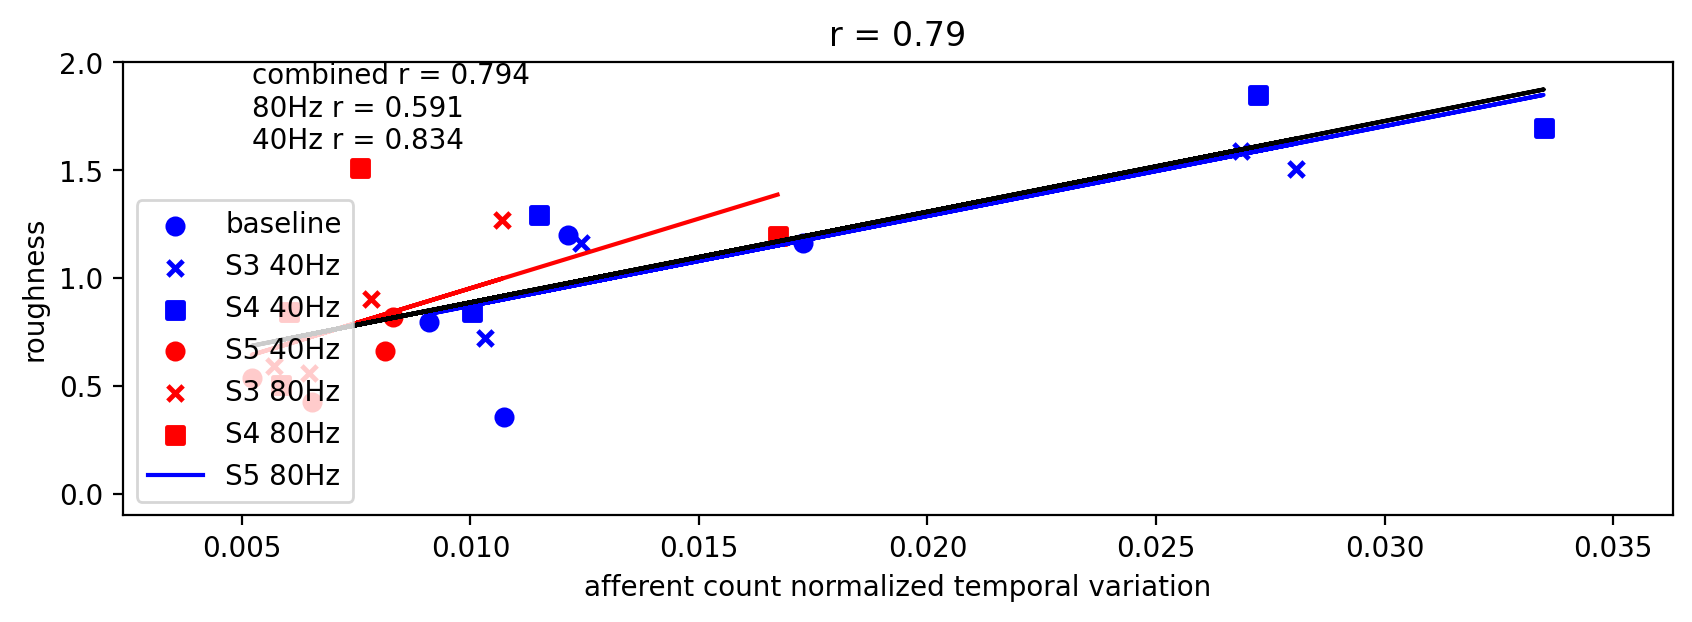 r = 0.79
combined r = 0.794
80Hz r = 0.591
40Hz r = 0.834
roughness
2.0
1.5
1.0
0.5
0.0
baseline
S3 40Hz
S4 40Hz
S5 40Hz
S3 80Hz
S4 80Hz
S5 80Hz
0.005 0.010 0.015 0.020 0.025 0.030 0.035
afferent count normalized temporal variation